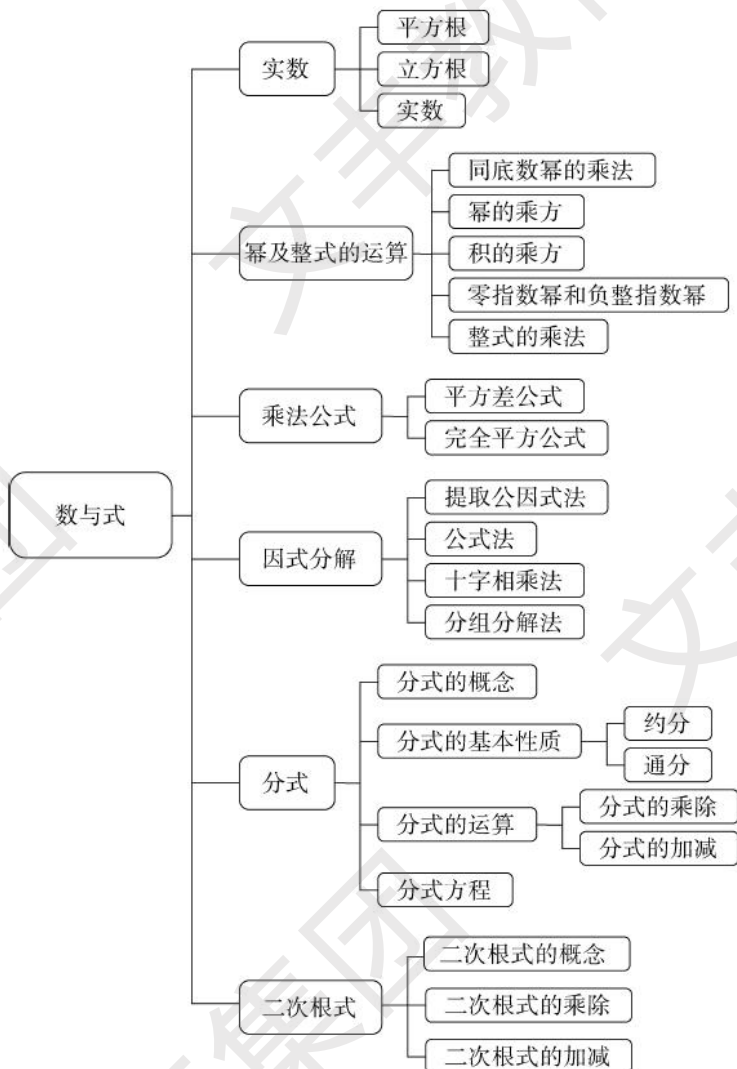 数与式
实数
平方根
立方根
实数
幂及整式的运算
同底数幂的乘法
幂的乘方
积的乘方
零指数幂和负整指数幂
整式的乘法
乘法公式
平方差公式
完全平方公式
因式分解
提取公因式法
公式法
十字相乘法
分组分解法
分式
分式的概念
分式的基本性质
约分
通分
分式的运算
分式的乘除
分式的加减
分式方程
二次根式
二次根式的概念
二次根式的乘除
二次根式的加减
文丰教
文
集团